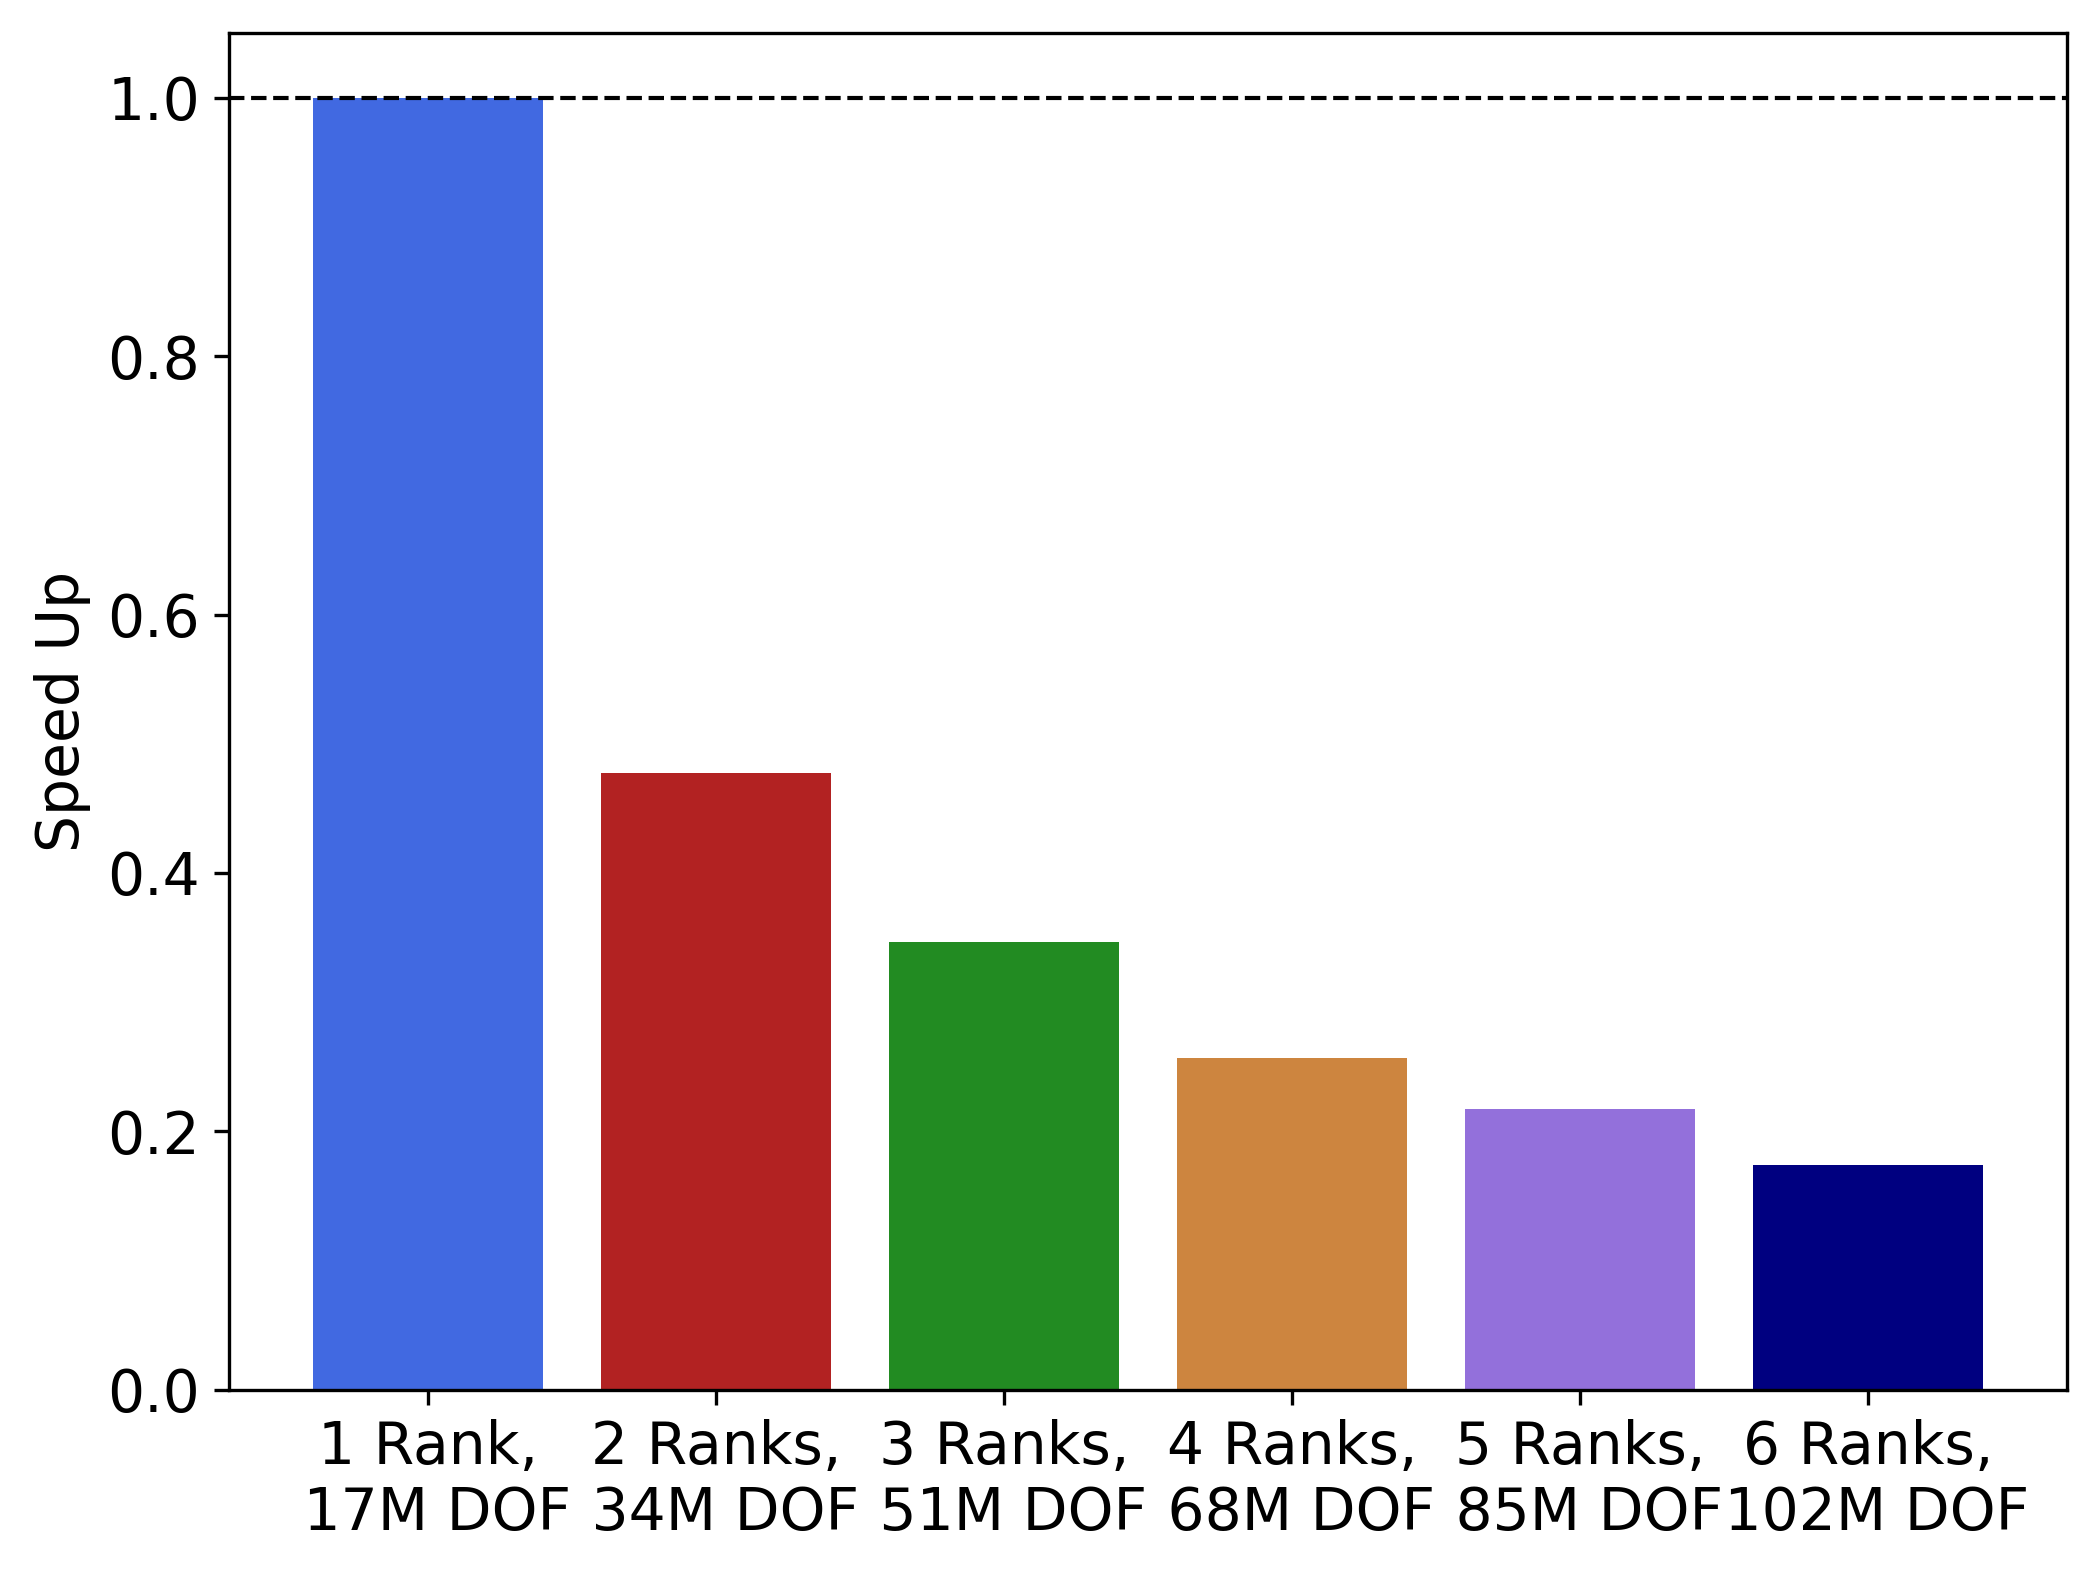 Speed Up
1.0
0.8
0.6
0.4
0.2
0.0
1 Rank,
17M DOF
2 Ranks,
34M DOF
3 Ranks,
51M DOF
4 Ranks,
68M DOF
5 Ranks,
85M DOF
6 Ranks,
102M DOF